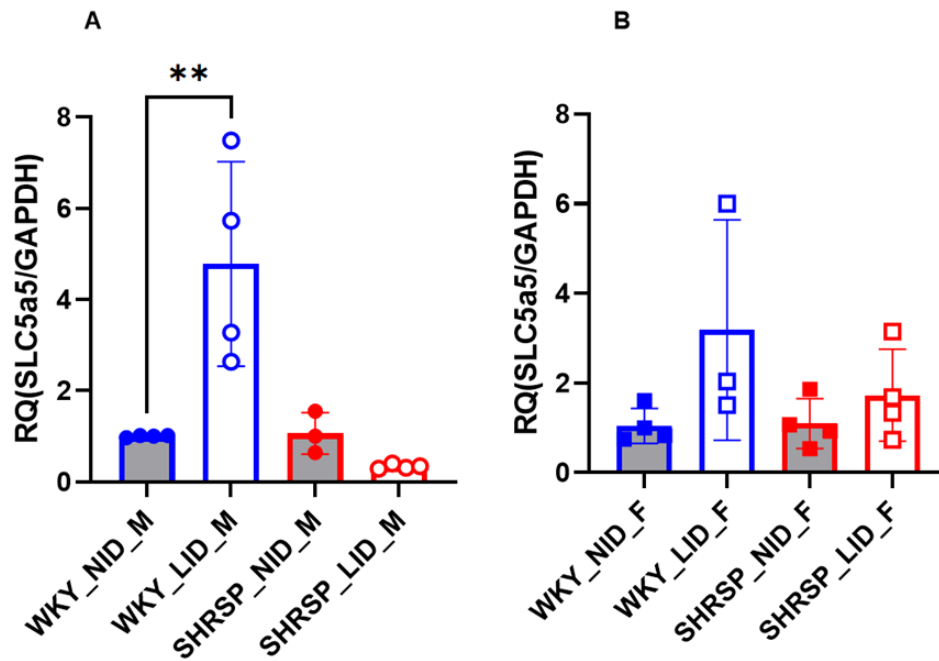 A
**
RQ(SLC5a5/GAPDH)
8
6
4
2
0
WKY_NID_M
WKY_LID_M
SHRSP_NID_M
SHRSP_LID_M
B
RQ(SLC5a5/GAPDH)
8
6
4
2
0
WKY_NID_F
WKY_LID_F
SHRSP_NID_F
SHRSP_LID_F